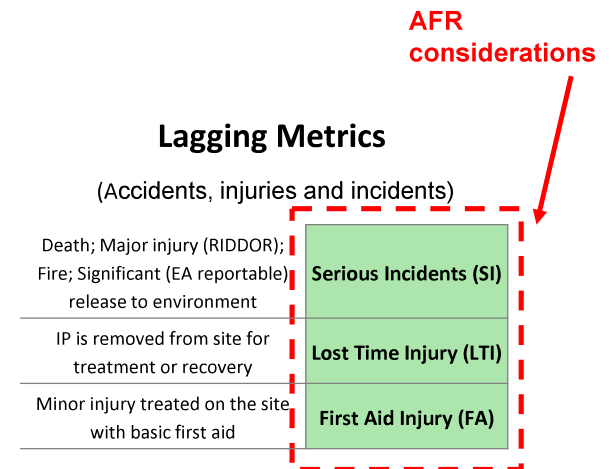 AFR
considerations
Lagging Metrics
(Accidents, injuries and incidents)
Death; Major injury (RIDDOR);
Fire; Significant (EA reportable)
release to environment
Serious Incidents (SI)
IP is removed from site for
treatment or recovery
Lost Time Injury (LTI)
Minor injury treated on the site
with basic first aid
First Aid Injury (FA)